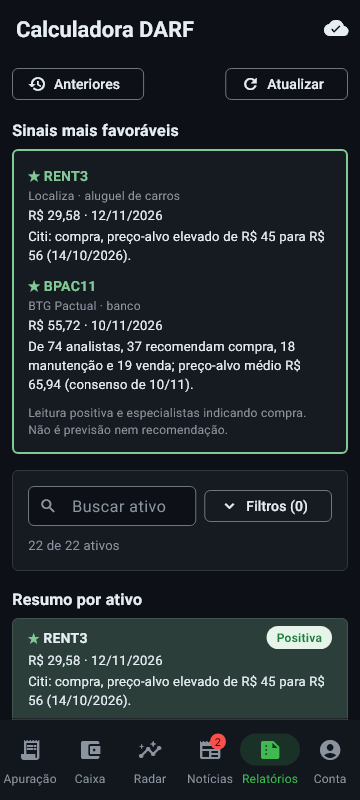 Calculadora DARF
Anteriores
Atualizar
Sinais mais favoráveis
★ RENT3
Localiza · aluguel de carros
R$ 29,58 · 12/11/2026
Citi: compra, preço-alvo elevado de R$ 45 para R$
56 (14/10/2026).
★ BPAC11
BTG Pactual · banco
R$ 55,72 · 10/11/2026
De 74 analistas, 37 recomendam compra, 18
manutenção e 19 venda; preço-alvo médio R$
65,94 (consenso de 10/11).
Leitura positiva e especialistas indicando compra.
Não é previsão nem recomendação.
Buscar ativo
Filtros (0)
22 de 22 ativos
Resumo por ativo
★ RENT3
Positiva
R$ 29,58 · 12/11/2026
Citi: compra, preço-alvo elevado de R$ 45 para R$
56 (14/10/2026).
2
Apuração
Caixa
Radar
Notícias
Relatórios
Conta